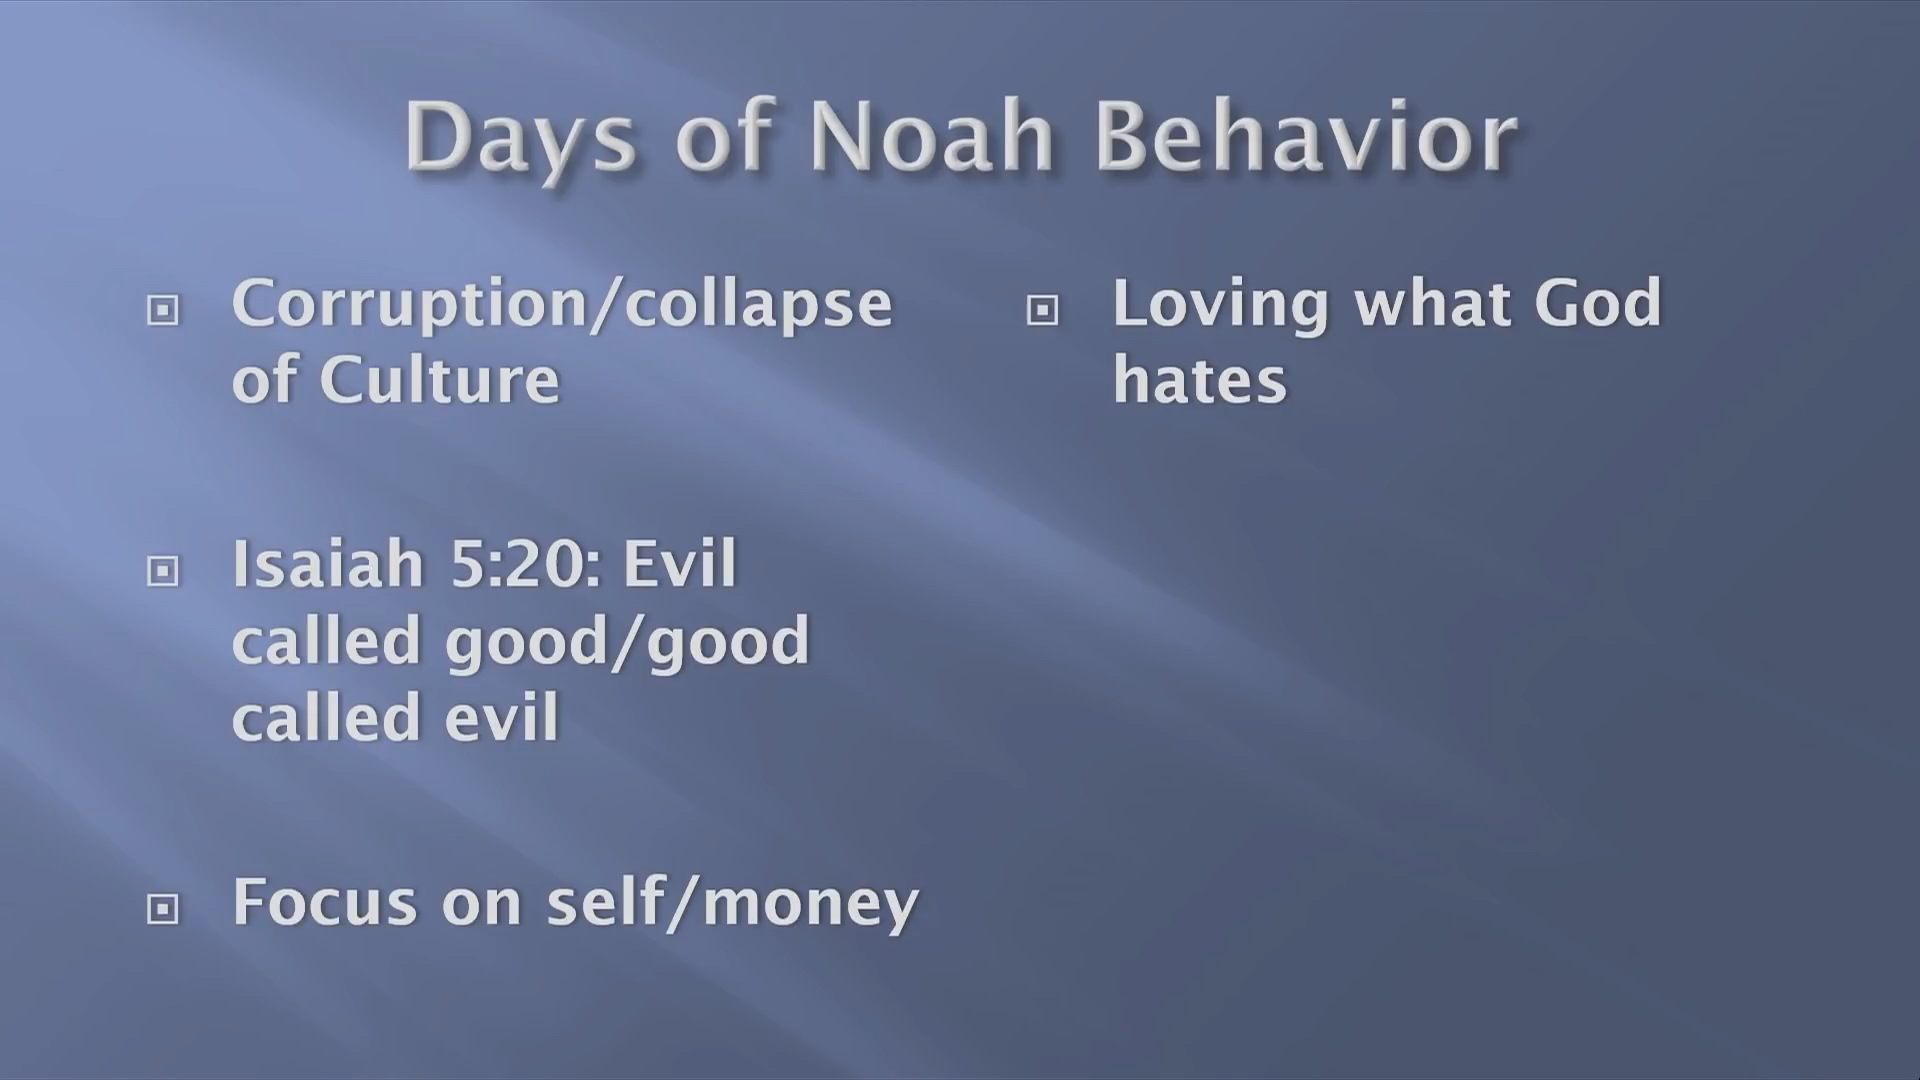 Days of Noah Behavior
Corruption/collapse
of Culture
Isaiah 5:20: Evil
called good/good
called evil
Focus on self/money
Loving what God
hates